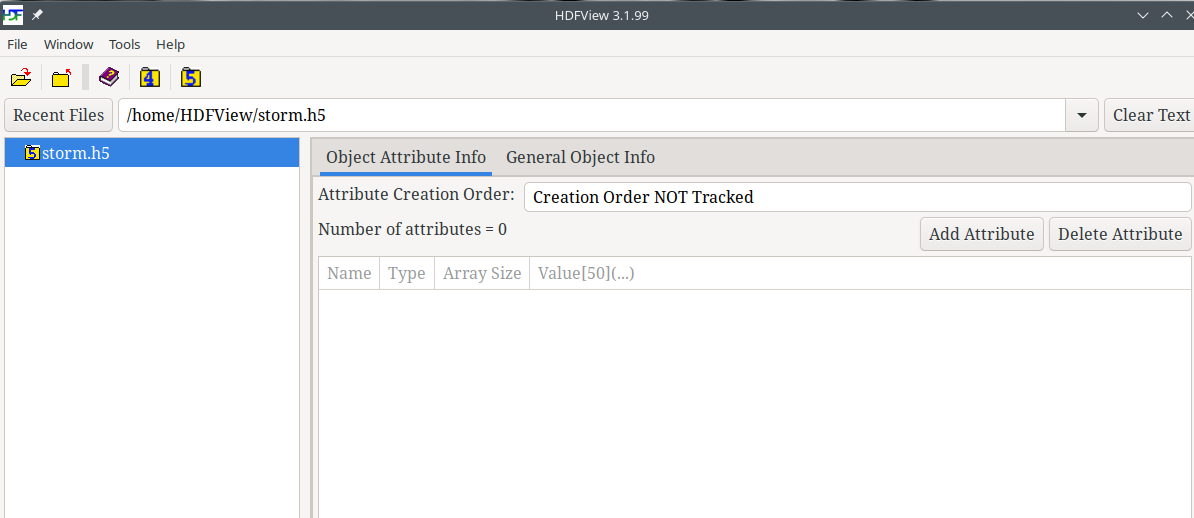 HDF HDFView 3.1.99
File Window Tools Help
4 5
Recent Files /home/HDFView/storm.h5 Clear Text
5 storm.h5
Object Attribute Info General Object Info
Attribute Creation Order: Creation Order NOT Tracked
Number of attributes = 0 Add Attribute Delete Attribute
Name Type Array Size Value[50](...)